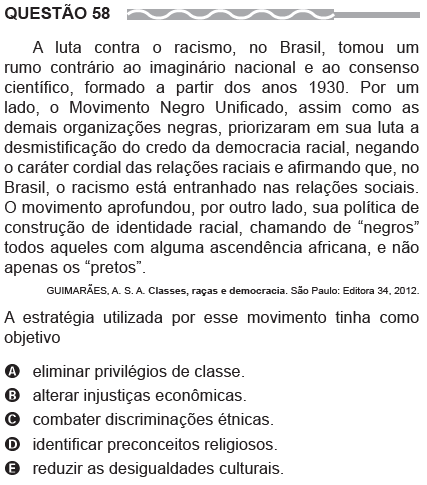 QUESTÃO 58
A luta contra o racismo, no Brasil, tomou um
rumo contrário ao imaginário nacional e ao consenso
científico, formado a partir dos anos 1930. Por um
lado, o Movimento Negro Unificado, assim como as
demais organizações negras, priorizaram em sua luta a
desmistificação do credo da democracia racial, negando
o caráter cordial das relações raciais e afirmando que, no
Brasil, o racismo está entranhado nas relações sociais.
O movimento aprofundou, por outro lado, sua política de
construção de identidade racial, chamando de “negros”
todos aqueles com alguma ascendência africana, e não
apenas os “pretos”.
GUIMARÃES, A. S. A. Classes, raças e democracia. São Paulo: Editora 34, 2012.
A estratégia utilizada por esse movimento tinha como
objetivo
A eliminar privilégios de classe.
B alterar injustiças econômicas.
C combater discriminações étnicas.
D identificar preconceitos religiosos.
E reduzir as desigualdades culturais.